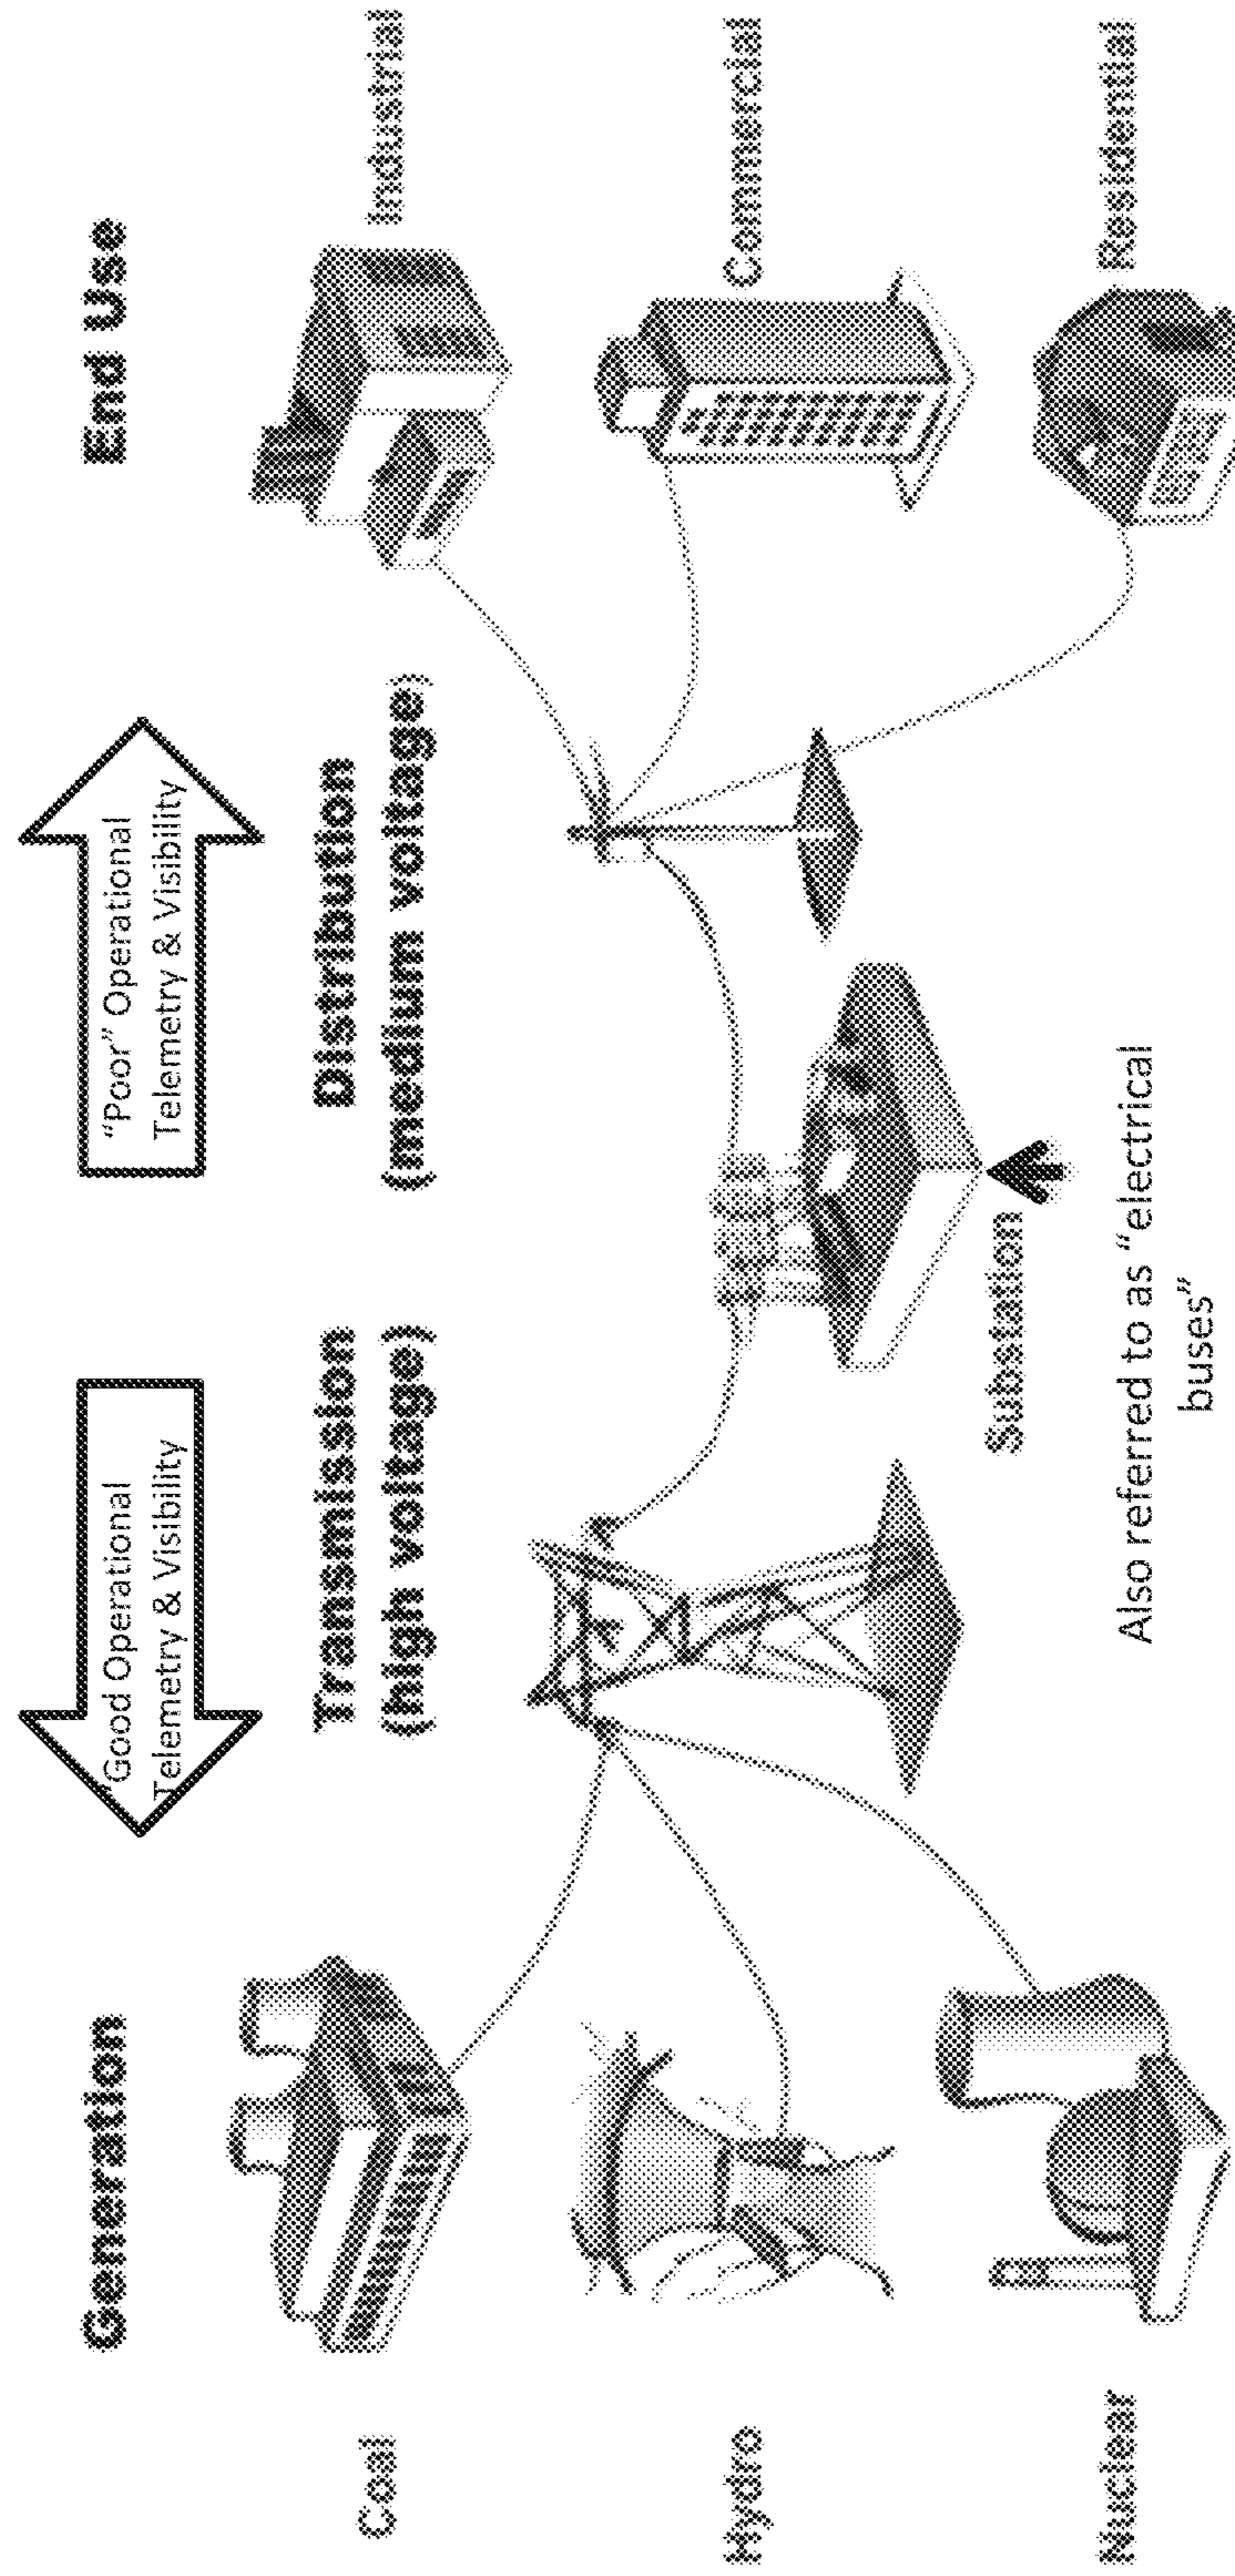 Generation
"Good Operational
Telemetry & Visibility
"Poor" Operational
Telemetry & Visibility
End Use
Transmission
(high voltage)
Distribution
(medium voltage)
Coal
Hydro
Nuclear
Substation
Also referred to as “electrical
buses”
Industrial
Commercial
Residential